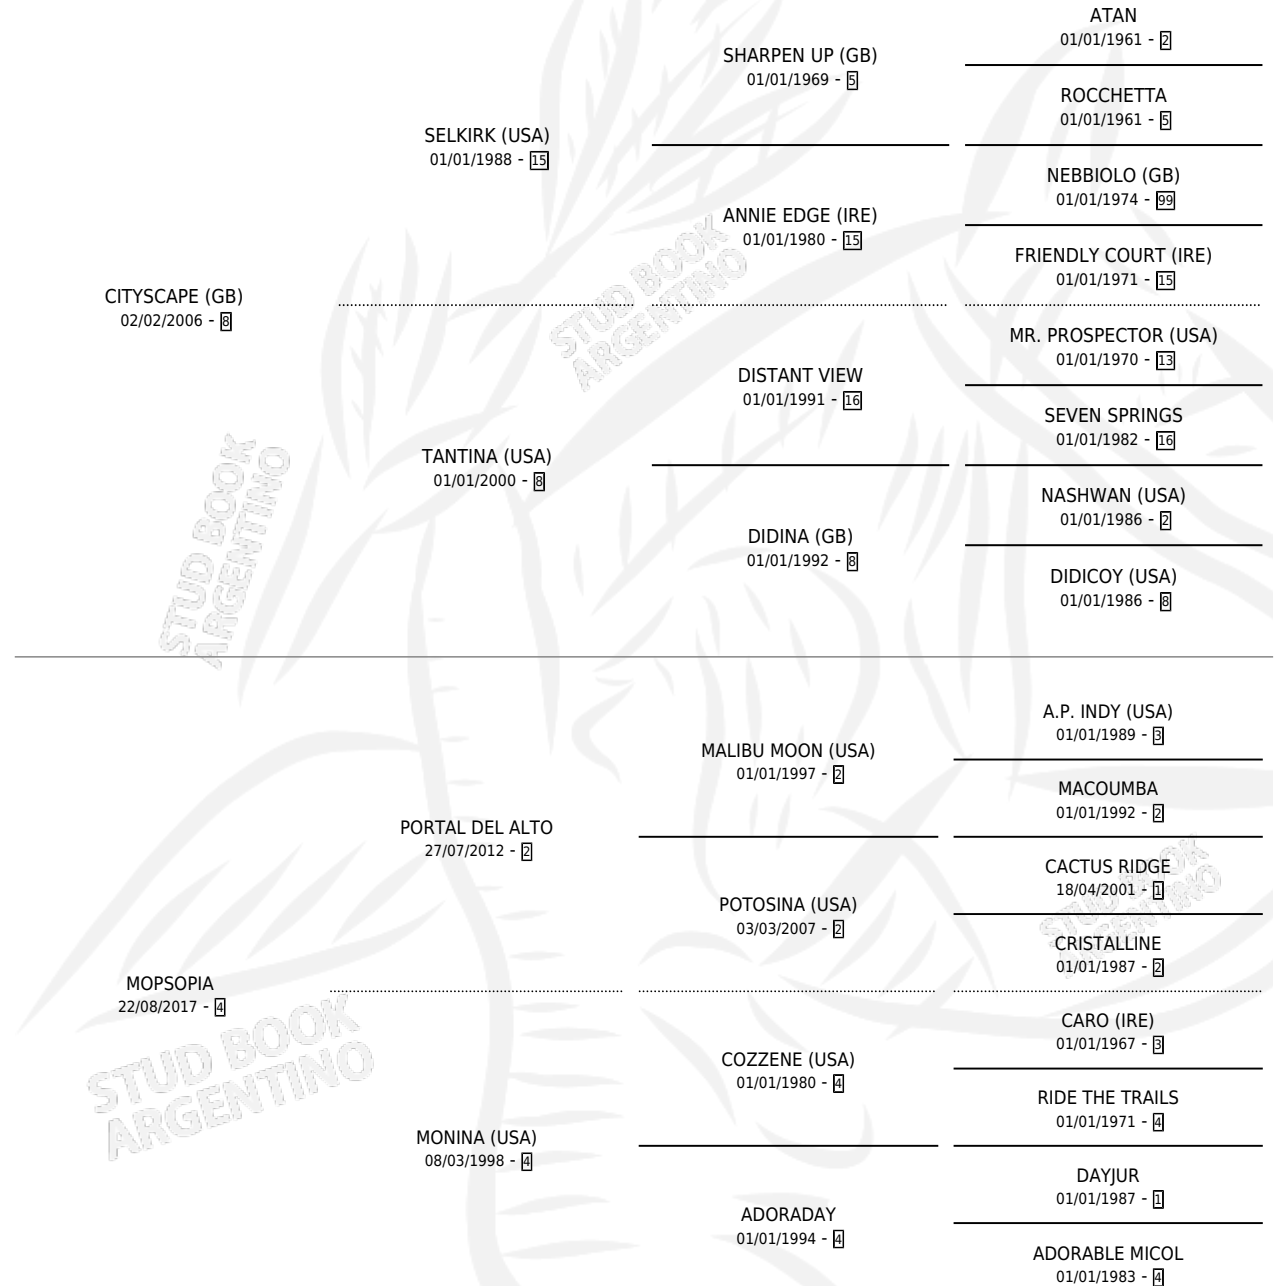 ATAN
01/01/1961 - 2
SHARPEN UP (GB)
01/01/1969 - 5
ROCCHETTA
01/01/1961 - 5
SELKIRK (USA)
01/01/1988 - 15
NEBBIOLO (GB)
01/01/1974 - 99
ANNIE EDGE (IRE)
01/01/1980 - 15
FRIENDLY COURT (IRE)
01/01/1971 - 15
CITYSCAPE (GB)
02/02/2006 - 8
MR. PROSPECTOR (USA)
01/01/1970 - 13
DISTANT VIEW
01/01/1991 - 16
SEVEN SPRINGS
01/01/1982 - 16
TANTINA (USA)
01/01/2000 - 8
NASHWAN (USA)
01/01/1986 - 2
DIDINA (GB)
01/01/1992 - 8
DIDICOY (USA)
01/01/1986 - 8
STUD BOOK
ARGENTINO
STUD BOOK
ARGENTINO
A.P. INDY (USA)
01/01/1989 - 3
MALIBU MOON (USA)
01/01/1997 - 2
MACOUMBA
01/01/1992 - 2
PORTAL DEL ALTO
27/07/2012 - 2
CACTUS RIDGE
18/04/2001 - 1
POTOSINA (USA)
03/03/2007 - 2
CRISTALLINE
01/01/1987 - 2
MOPSOPIA
22/08/2017 - 4
CARO (IRE)
01/01/1967 - 3
COZZENE (USA)
01/01/1980 - 4
RIDE THE TRAILS
01/01/1971 - 4
MONINA (USA)
08/03/1998 - 4
DAYJUR
01/01/1987 - 1
ADORADAY
01/01/1994 - 4
ADORABLE MICOL
01/01/1983 - 4
STUD BOOK
ARGENTINO
STUD BOOK
ARGENTINO